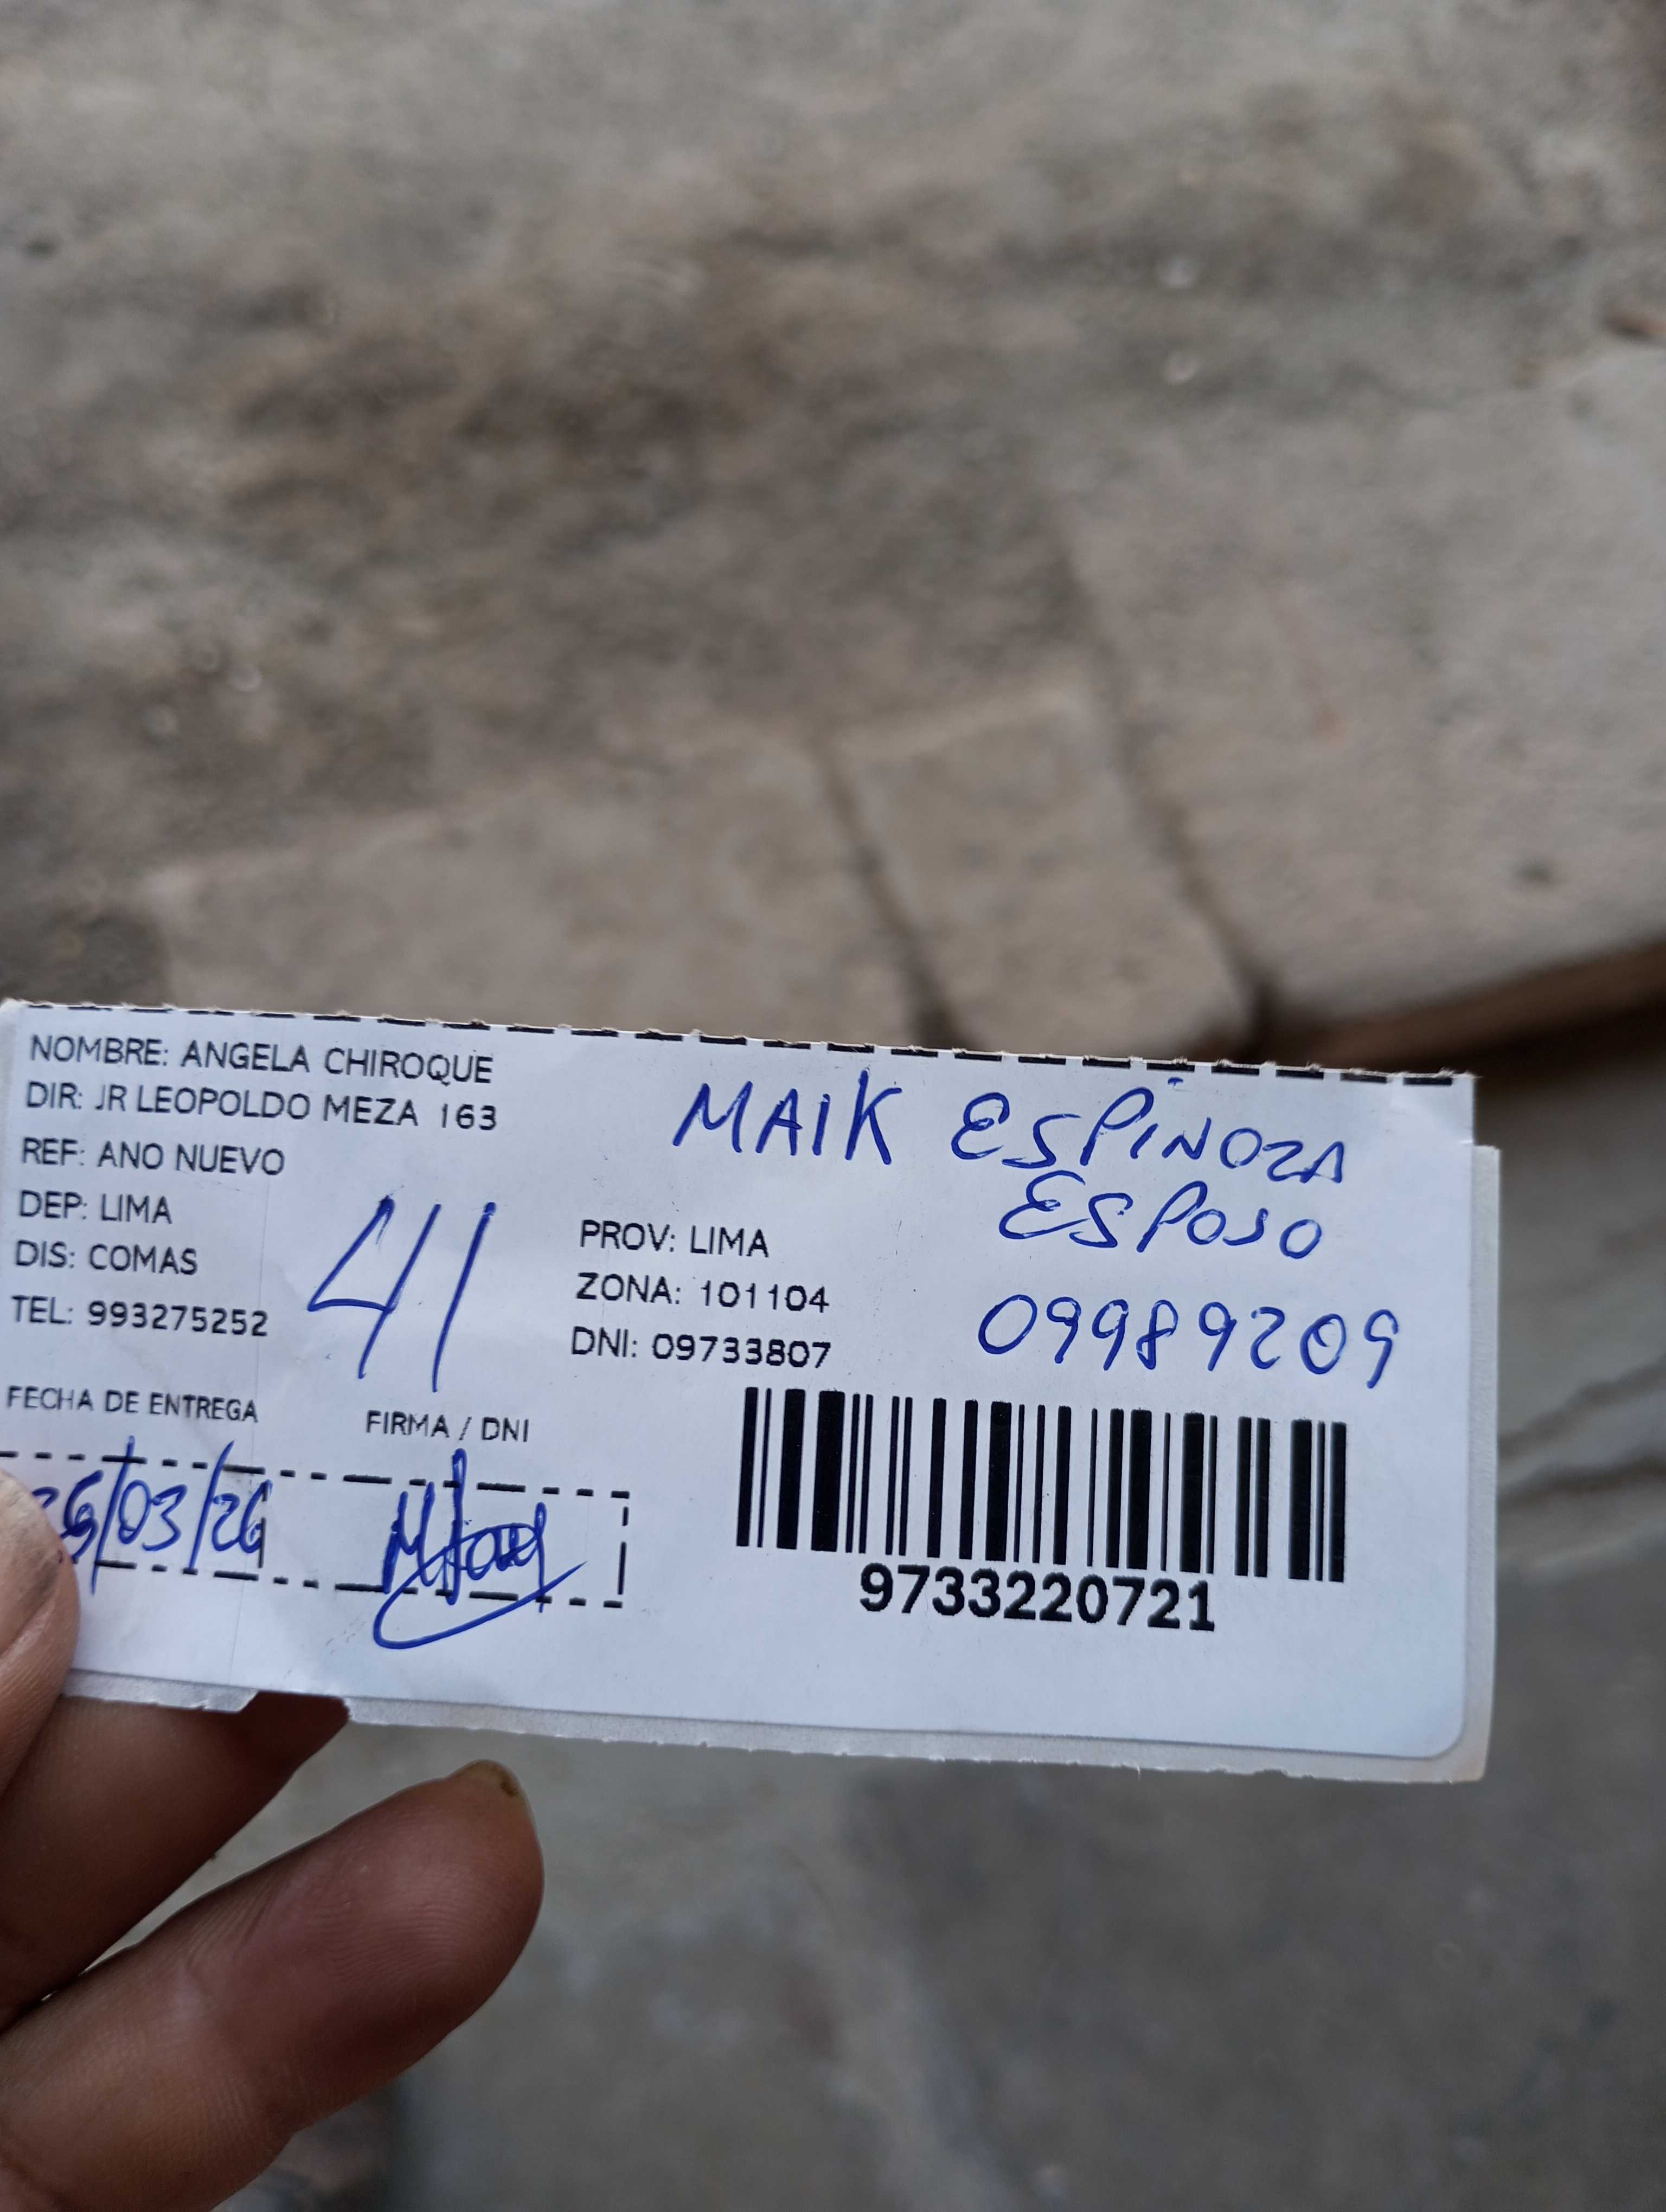 NOMBRE: ANGELA CHIROQUE
DIR: JR LEOPOLDO MEZA 163
REF: ANO NUEVO
DEP: LIMA
DIS: COMAS
TEL: 993275252
41
PROV: LIMA
ZONA: 101104
DNI: 09733807
MAIK ESPINOZA
ESPOSO
09989209
FECHA DE ENTREGA
FIRMA / DNI
/03/26
9733220721